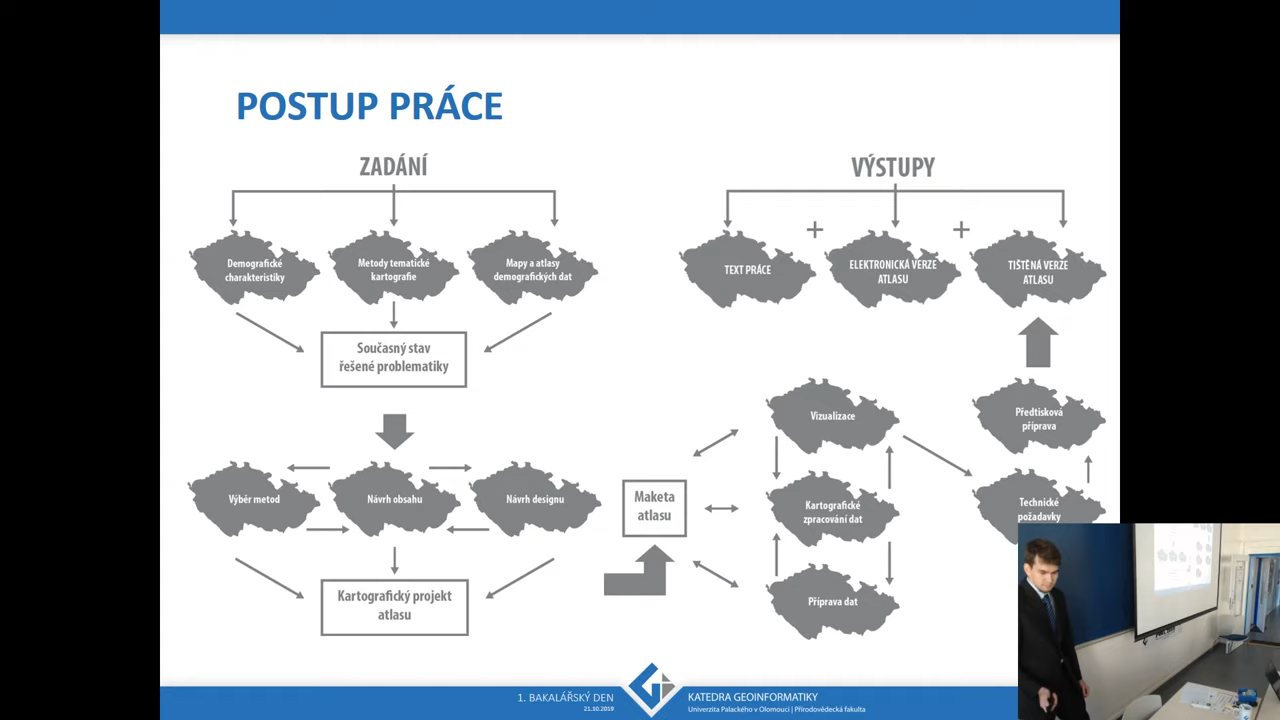 POSTUP PRÁCE
ZADÁNÍ
Demografické
charakteristiky
Metody tematické
kartografie
Mapy a atlasy
demografických dat
Současný stav
řešené problematiky
Výběr metod
Návrh obsahu
Návrh designu
Kartografický projekt
atlasu
Maketa
atlasu
VÝSTUPY
TEXT PRÁCE
+
ELEKTRONICKÁ VERZE
ATLASU
+
TIŠTĚNÁ VERZE
ATLASU
Vizualizace
Kartografické
zpracování dat
Příprava dat
Předtisková
příprava
Technické
požadavky
1. BAKALÁŘSKÝ DEN
21.10.2019
KATEDRA GEOINFORMATIKY
Univerzita Palackého v Olomouci | Přírodovědecká fakulta